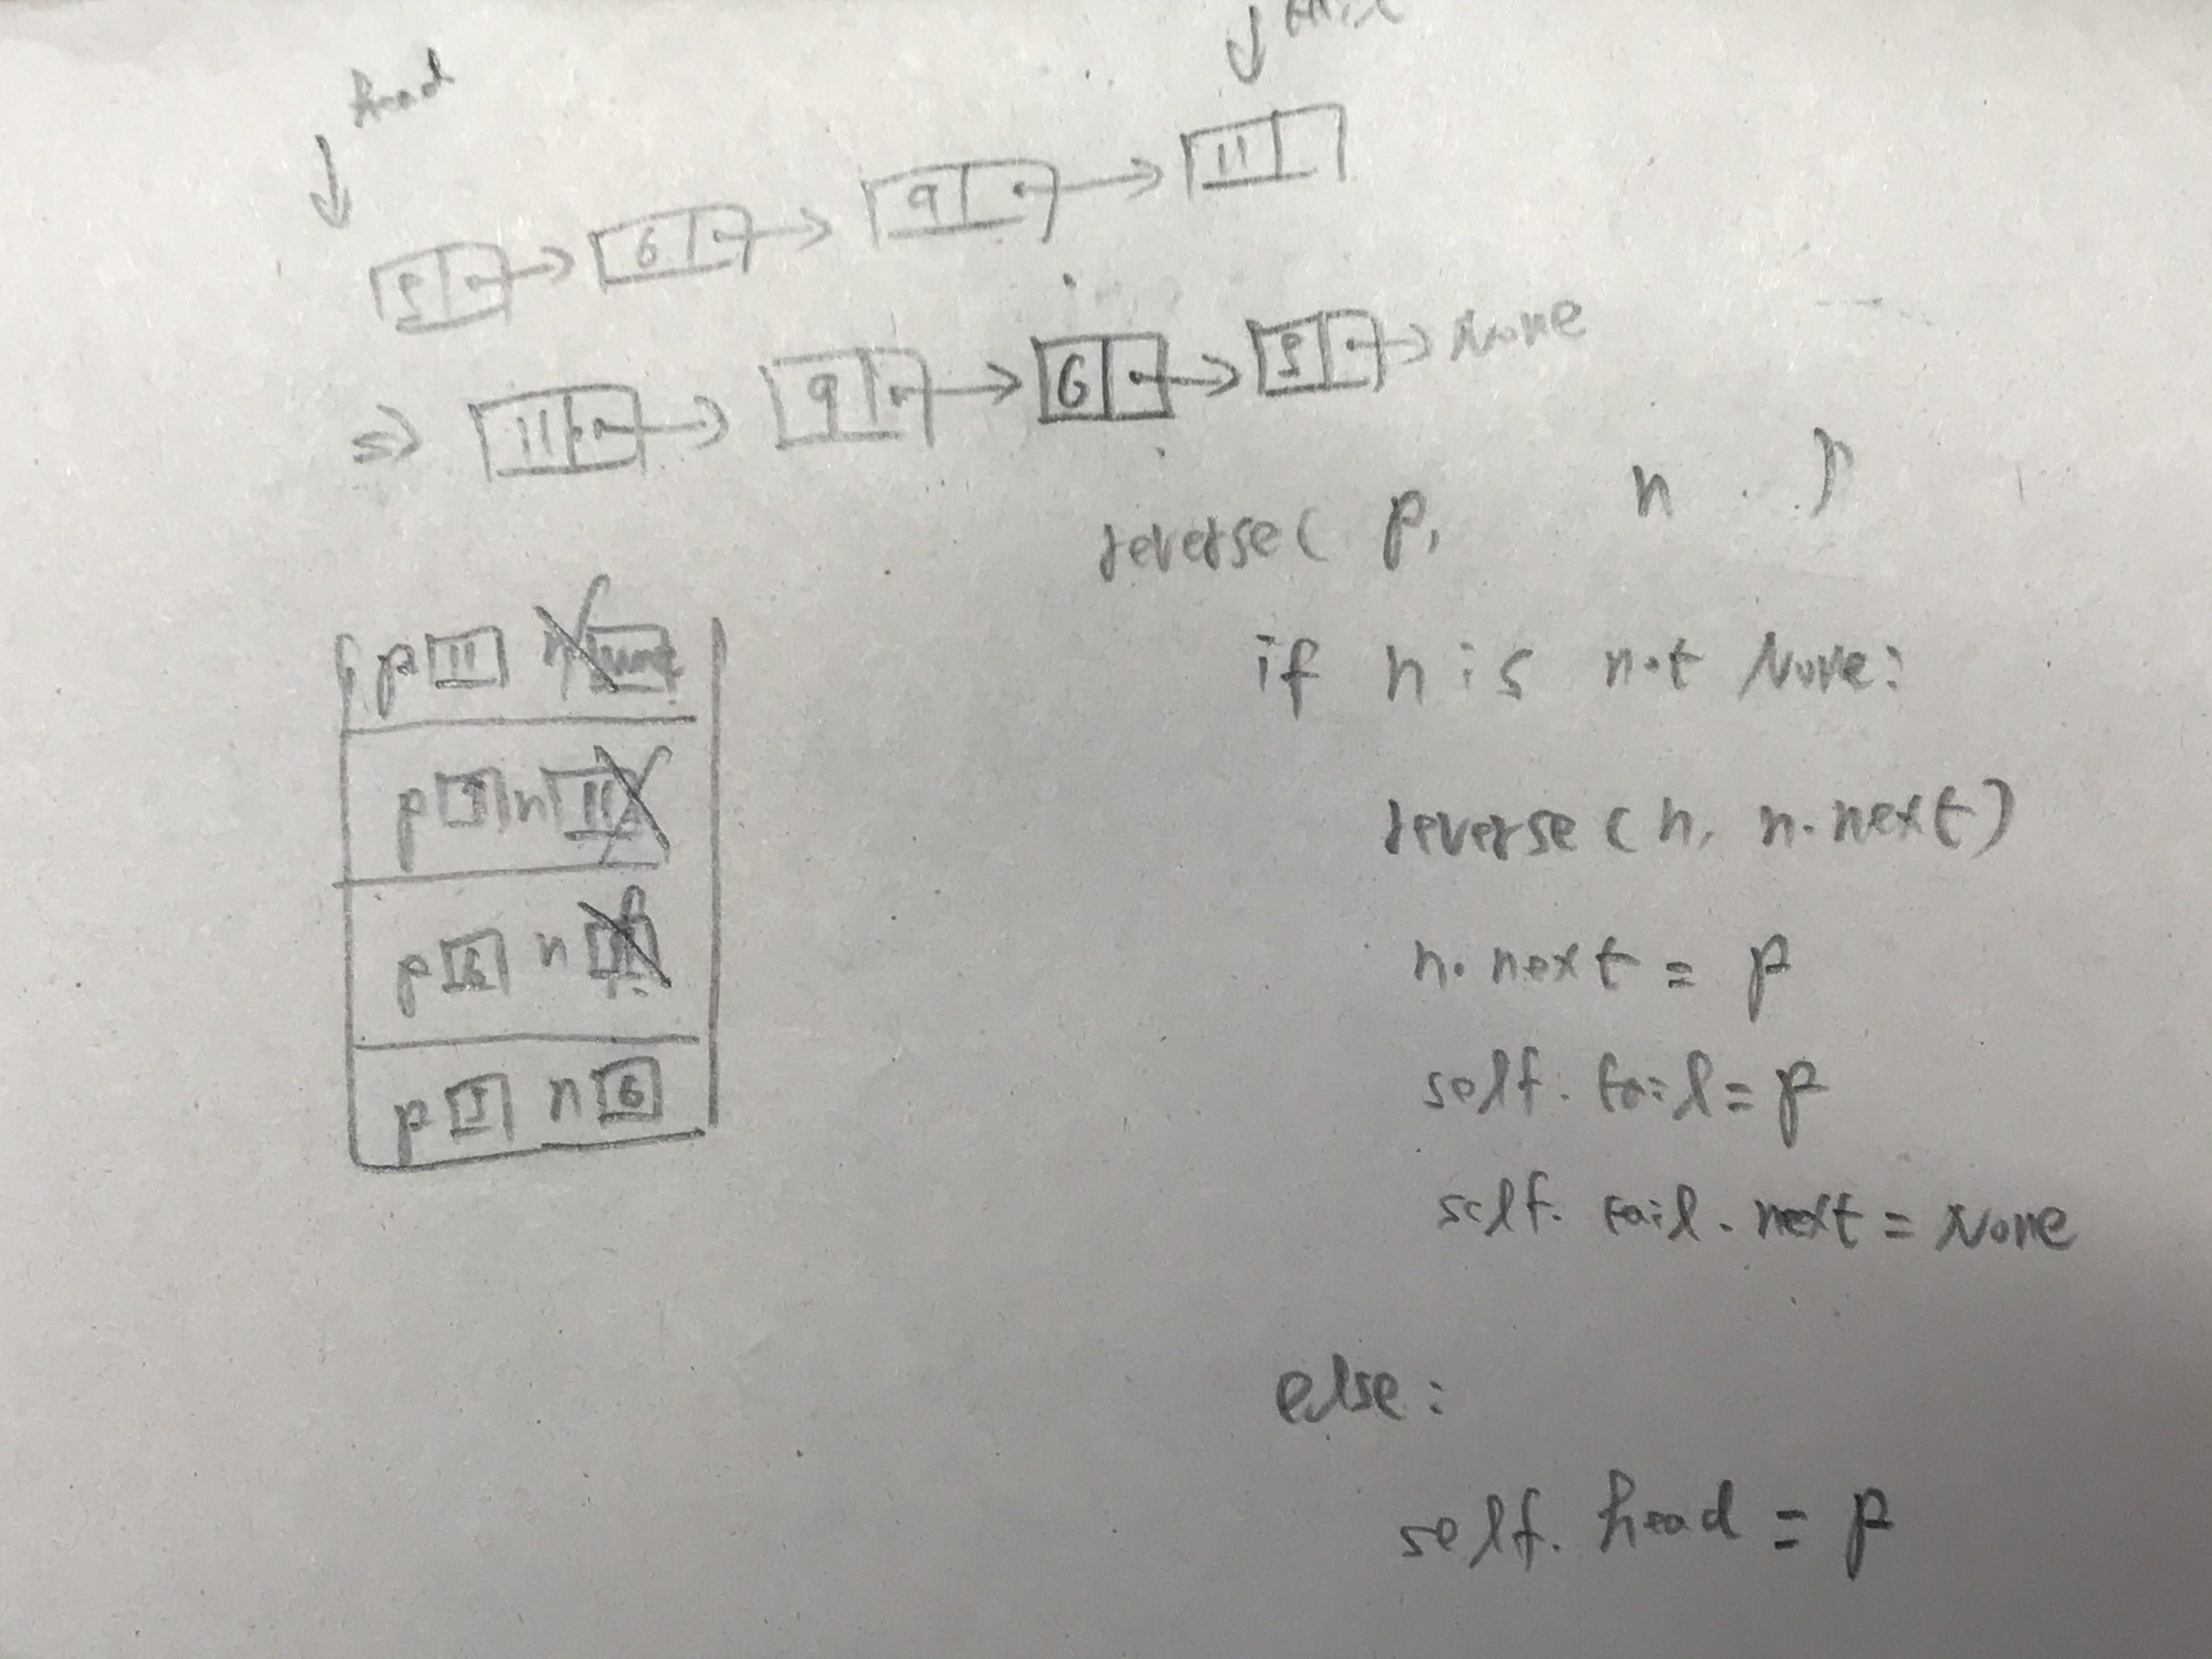 head tail
5 6 9 11
=> 11 9 6 5 None
reverse( p, n )
if n is not None:
reverse(n, n.next)
n.next = p
self.tail = p
self.tail.next = None
else:
self.head = p
p 11 n None
p 9 n 11
p 6 n
p 5 n 6